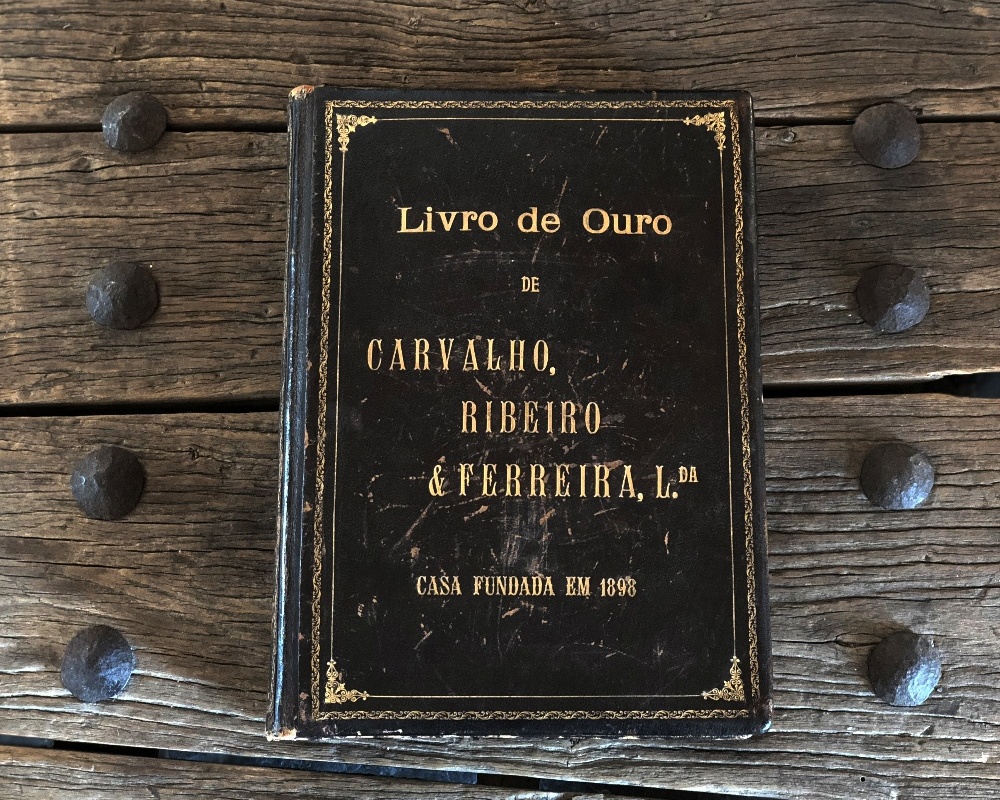 Livro de Ouro
DE
CARVALHO,
RIBEIRO
& FERREIRA, L.DA
CASA FUNDADA EM 1898